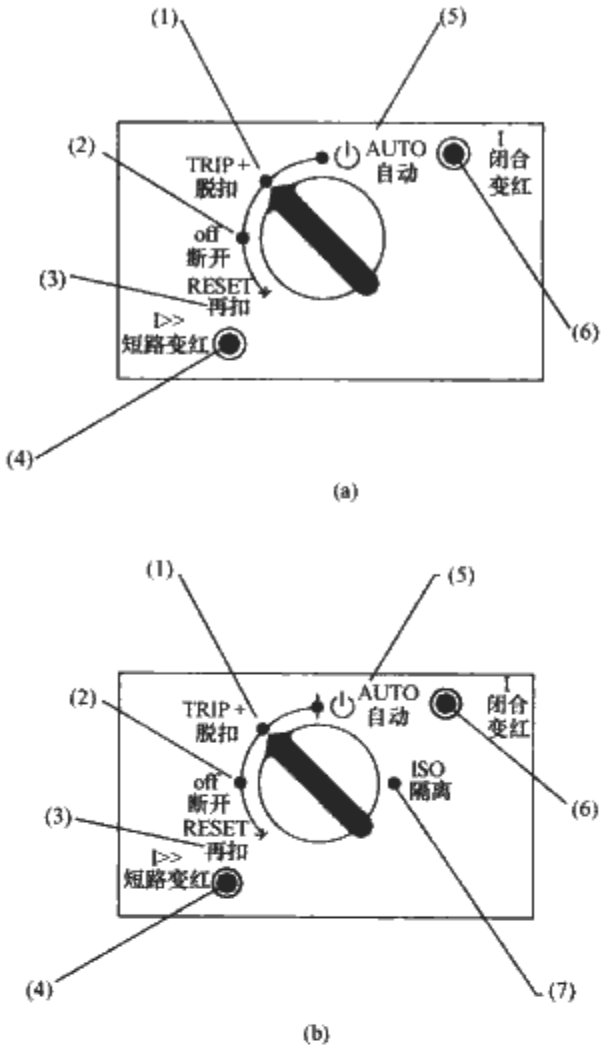 (1)
(5)
(2)
TRIP +
脱扣
AUTO
自动
I
闭合
变红
off
断开
(3)
RESET
再扣
I>>
短路变红
(6)
(4)
(a)
(1)
(5)
(2)
TRIP +
脱扣
AUTO
自动
I
闭合
变红
ISO
隔离
off
断开
(3)
RESET
再扣
I>>
短路变红
(6)
(4)
(7)
(b)